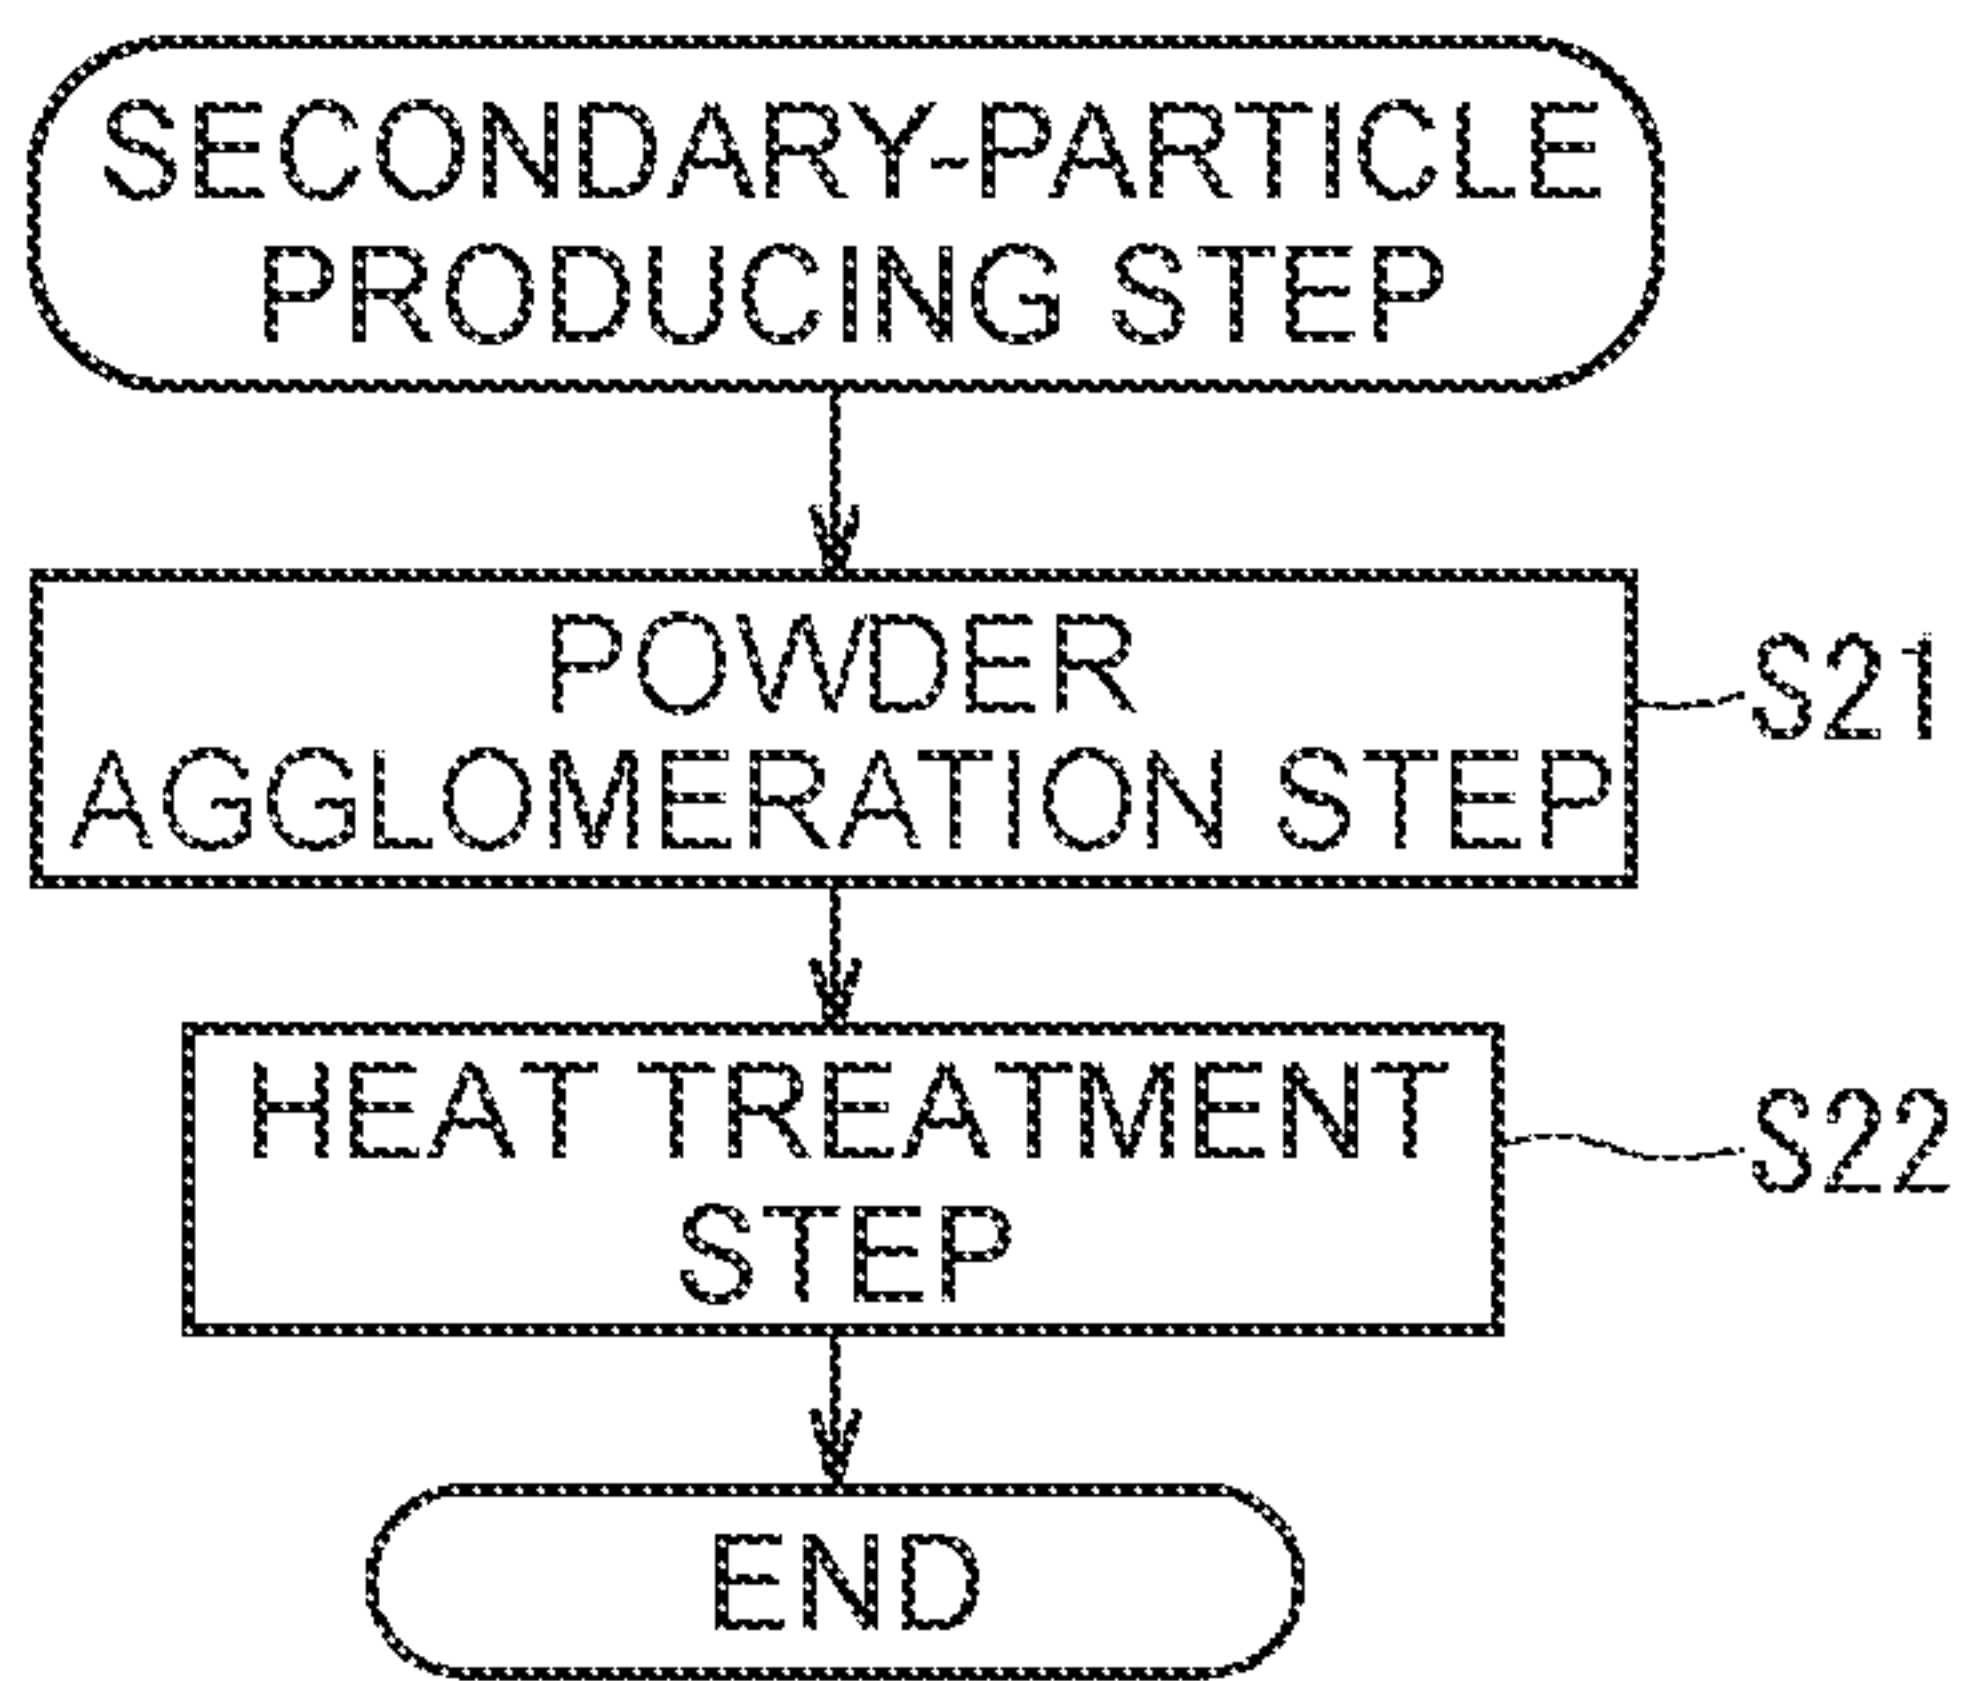 SECONDARY-PARTICLE
PRODUCING STEP
POWDER
AGGLOMERATION STEP
S21
HEAT TREATMENT
STEP
S22
END